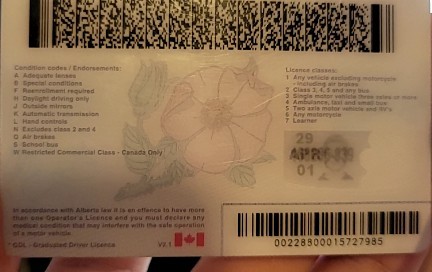 Condition codes / Endorsements:
A Adequate lenses
B Special conditions
F Reenrollment required
H Daylight driving only
J Outside mirrors
K Automatic transmission
L Hand controls
N Excludes class 2 and 4
Q Air brakes
S School bus
W Restricted Commercial Class - Canada Only
Licence classes:
1 Any vehicle excluding motorcycle
- including air brakes
2 Class 3, 4, 5 and any bus
3 Single motor vehicle three axles or more
4 Ambulance, taxi and small bus
5 Two axle motor vehicle and RV's
6 Any motorcycle
7 Learner
29
01
In accordance with Alberta law it is an offence to have more
than one Operator's Licence and you must declare any
medical condition that may interfere with the safe operation
of a motor vehicle.
* GDL - Graduated Driver Licence V3.1
00228800015727985